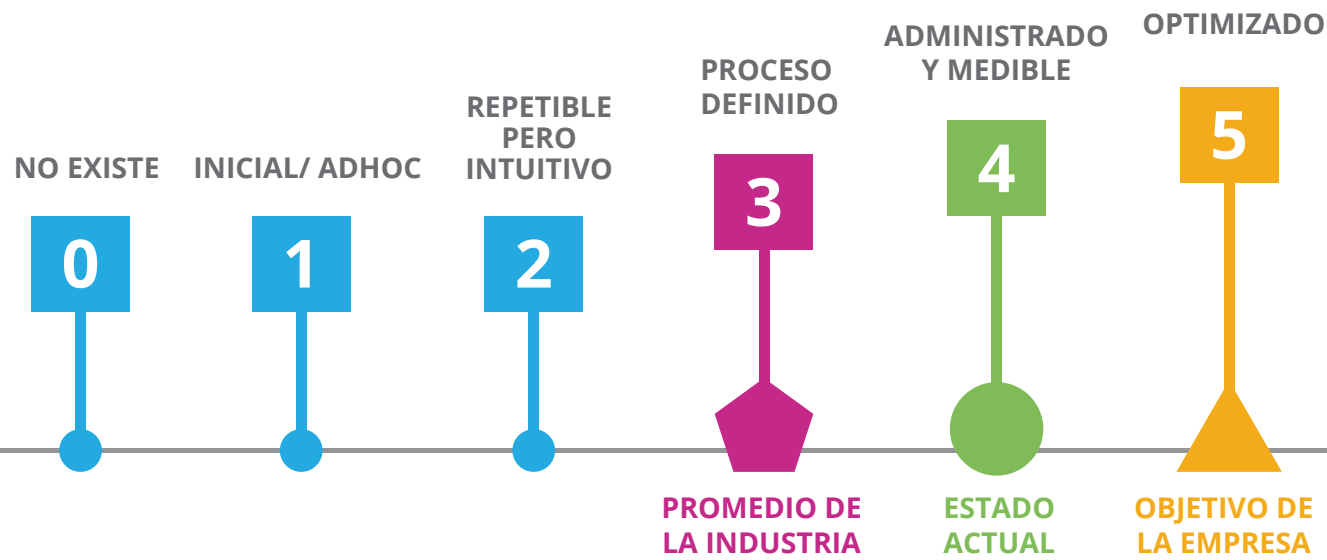 NO EXISTE
0
INICIAL/ ADHOC
1
REPETIBLE
PERO
INTUITIVO
2
PROCESO
DEFINIDO
3
PROMEDIO DE
LA INDUSTRIA
ADMINISTRADO
Y MEDIBLE
4
ESTADO
ACTUAL
OPTIMIZADO
5
OBJETIVO DE
LA EMPRESA